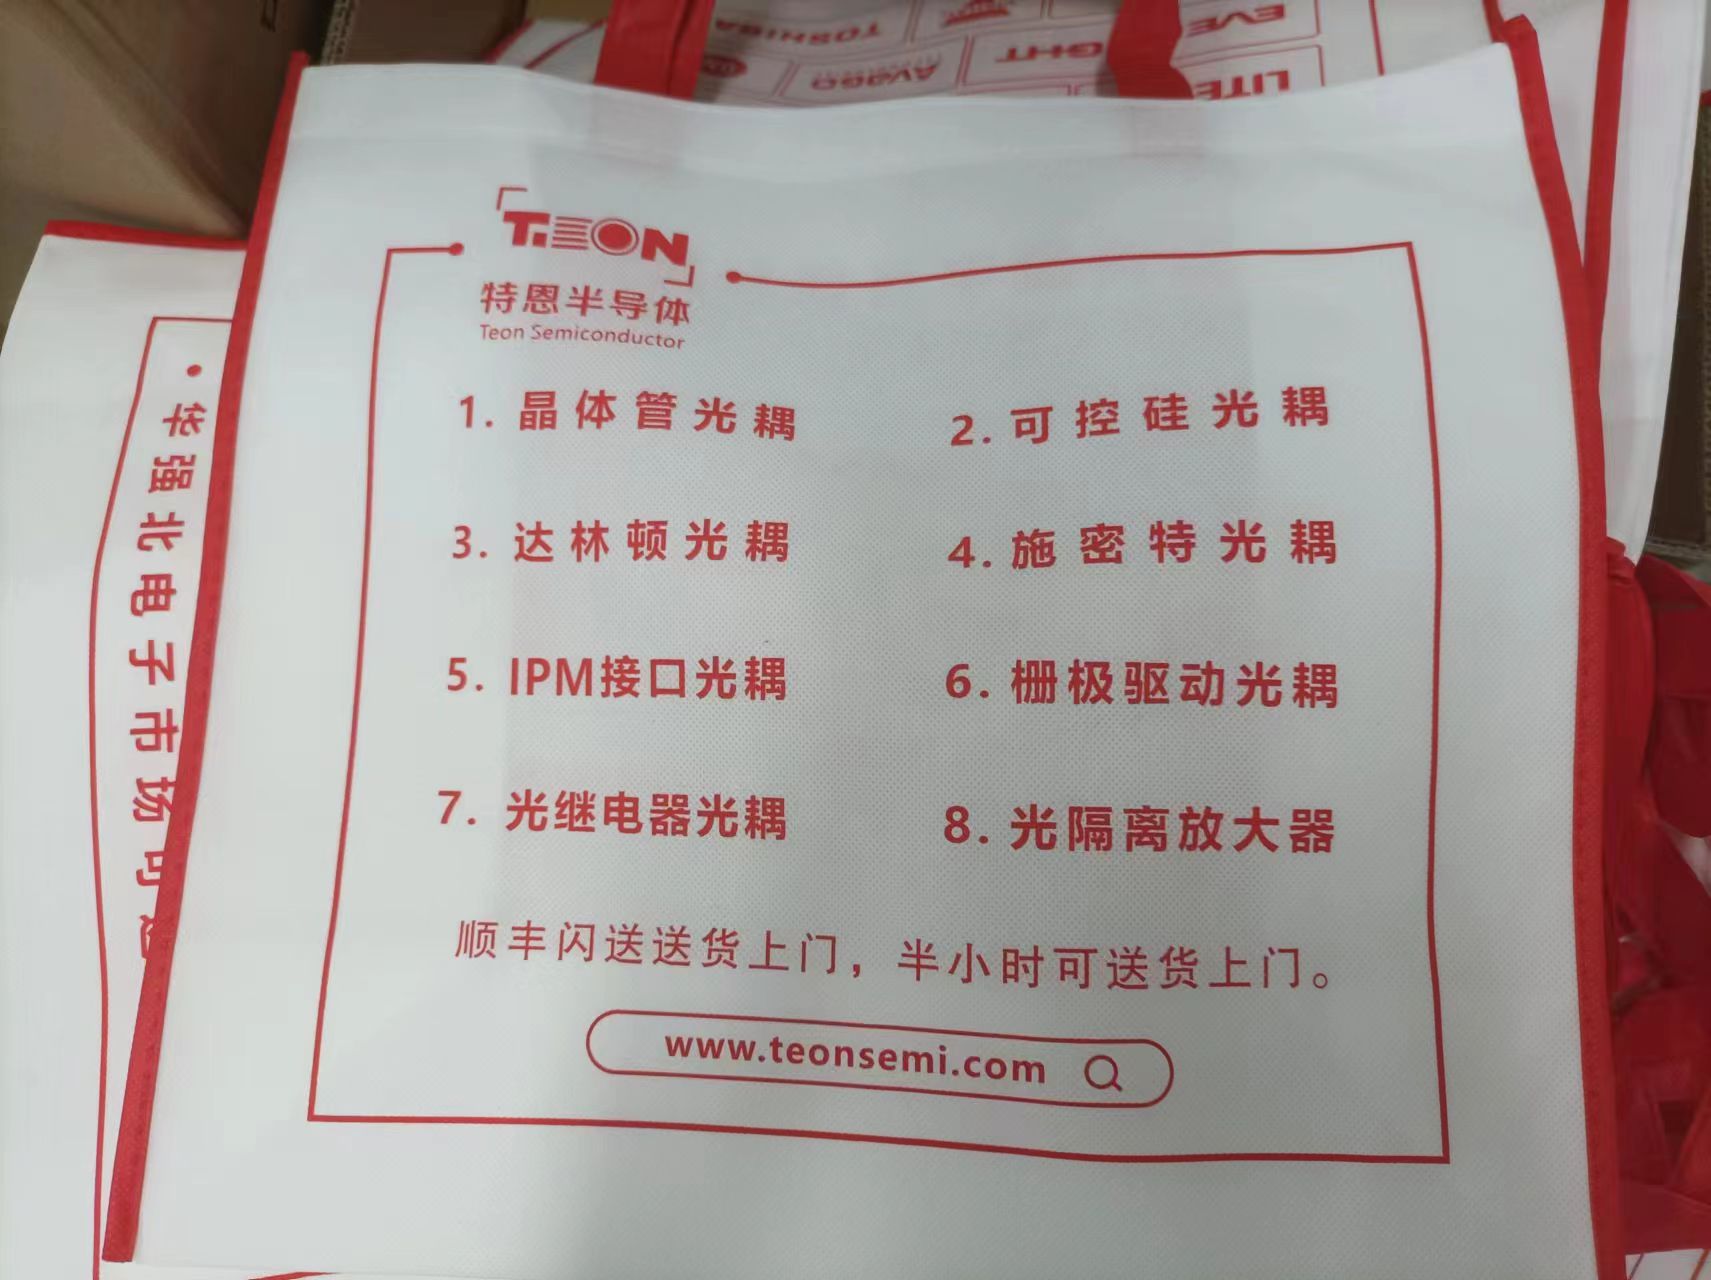 TEON
特恩半导体
Teon Semiconductor
1. 晶体管光耦
2. 可控硅光耦
3. 达林顿光耦
4. 施密特光耦
5. IPM接口光耦
6. 栅极驱动光耦
7. 光继电器光耦
8. 光隔离放大器
顺丰闪送送货上门，半小时可送货上门。
www.teonsemi.com
• 华强北电子市场可
TOSHIBA
EVE
AVAGO
GHT
LITE